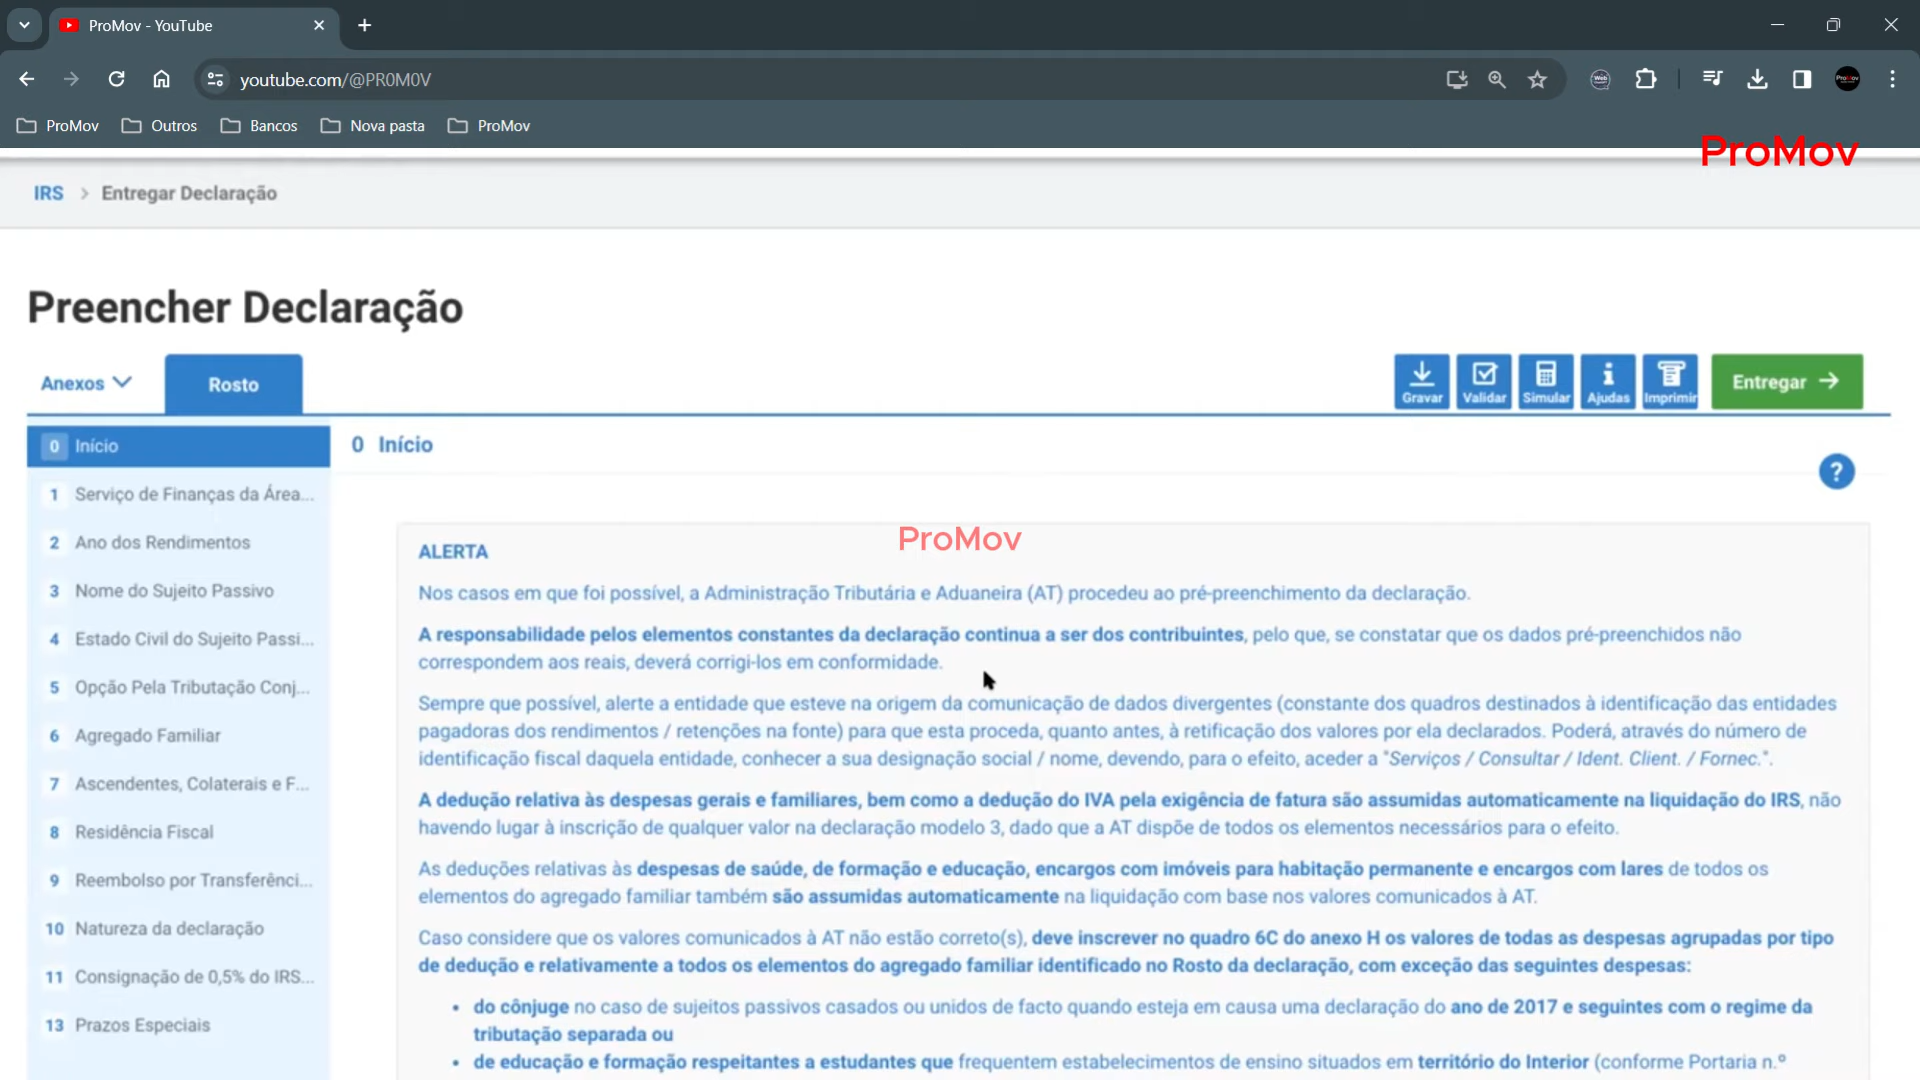 ProMov - YouTube
youtube.com/@PR0M0V
ProMov
Outros
Bancos
Nova pasta
ProMov
ProMov
IRS > Entregar Declaração
Preencher Declaração
Anexos
Rosto
Gravar
Validar
Simular
Ajudas
Imprimir
Entregar
0 Início
1 Serviço de Finanças da Área...
2 Ano dos Rendimentos
3 Nome do Sujeito Passivo
4 Estado Civil do Sujeito Passi...
5 Opção Pela Tributação Conj...
6 Agregado Familiar
7 Ascendentes, Colaterais e F...
8 Residência Fiscal
9 Reembolso por Transferênci...
10 Natureza da declaração
11 Consignação de 0,5% do IRS...
13 Prazos Especiais
0 Início
?
ProMov
ALERTA
Nos casos em que foi possível, a Administração Tributária e Aduaneira (AT) procedeu ao pré-preenchimento da declaração.
A responsabilidade pelos elementos constantes da declaração continua a ser dos contribuintes, pelo que, se constatar que os dados pré-preenchidos não
correspondem aos reais, deverá corrigi-los em conformidade.
Sempre que possível, alerte a entidade que esteve na origem da comunicação de dados divergentes (constante dos quadros destinados à identificação das entidades
pagadoras dos rendimentos / retenções na fonte) para que esta proceda, quanto antes, à retificação dos valores por ela declarados. Poderá, através do número de
identificação fiscal daquela entidade, conhecer a sua designação social / nome, devendo, para o efeito, aceder a "Serviços / Consultar / Ident. Client. / Fornec.".
A dedução relativa às despesas gerais e familiares, bem como a dedução do IVA pela exigência de fatura são assumidas automaticamente na liquidação do IRS, não
havendo lugar à inscrição de qualquer valor na declaração modelo 3, dado que a AT dispõe de todos os elementos necessários para o efeito.
As deduções relativas às despesas de saúde, de formação e educação, encargos com imóveis para habitação permanente e encargos com lares de todos os
elementos do agregado familiar também são assumidas automaticamente na liquidação com base nos valores comunicados à AT.
Caso considere que os valores comunicados à AT não estão correto(s), deve inscrever no quadro 6C do anexo H os valores de todas as despesas agrupadas por tipo
de dedução e relativamente a todos os elementos do agregado familiar identificado no Rosto da declaração, com exceção das seguintes despesas:
• do cônjuge no caso de sujeitos passivos casados ou unidos de facto quando esteja em causa uma declaração do ano de 2017 e seguintes com o regime da
tributação separada ou
• de educação e formação respeitantes a estudantes que frequentem estabelecimentos de ensino situados em território do Interior (conforme Portaria n.º